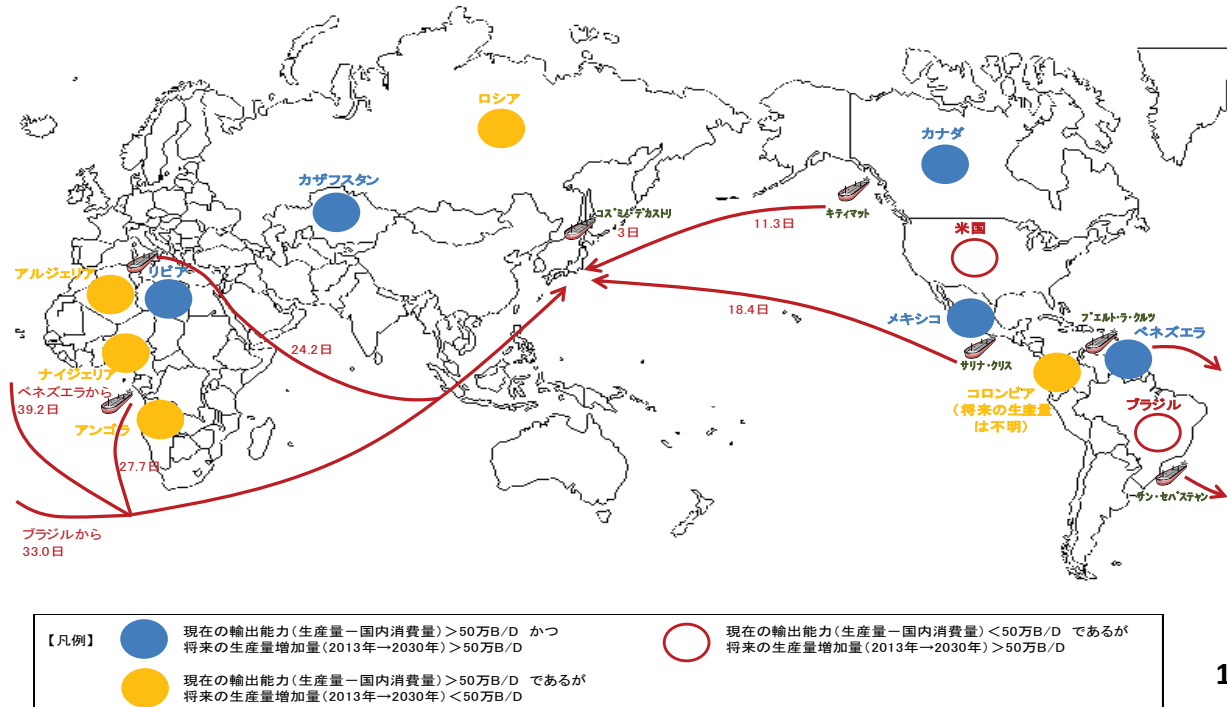 ロシア
カナダ
カザフスタン
コズミノ・デカストリ
3日
キティマット
11.3日
米国
アルジェリア
リビア
18.4日
メキシコ
プエルト・ラ・クルツ
ベネズエラ
24.2日
サリナ・クリス
ナイジェリア
ベネズエラから
39.2日
コロンビア
(将来の生産量
は不明)
ブラジル
アンゴラ
27.7日
サン・セバスチャン
ブラジルから
33.0日
【凡例】
現在の輸出能力(生産量－国内消費量)>50万B/D かつ
将来の生産量増加量(2013年→2030年)>50万B/D
現在の輸出能力(生産量－国内消費量)<50万B/D であるが
将来の生産量増加量(2013年→2030年)>50万B/D
現在の輸出能力(生産量－国内消費量)>50万B/D であるが
将来の生産量増加量(2013年→2030年)<50万B/D
1